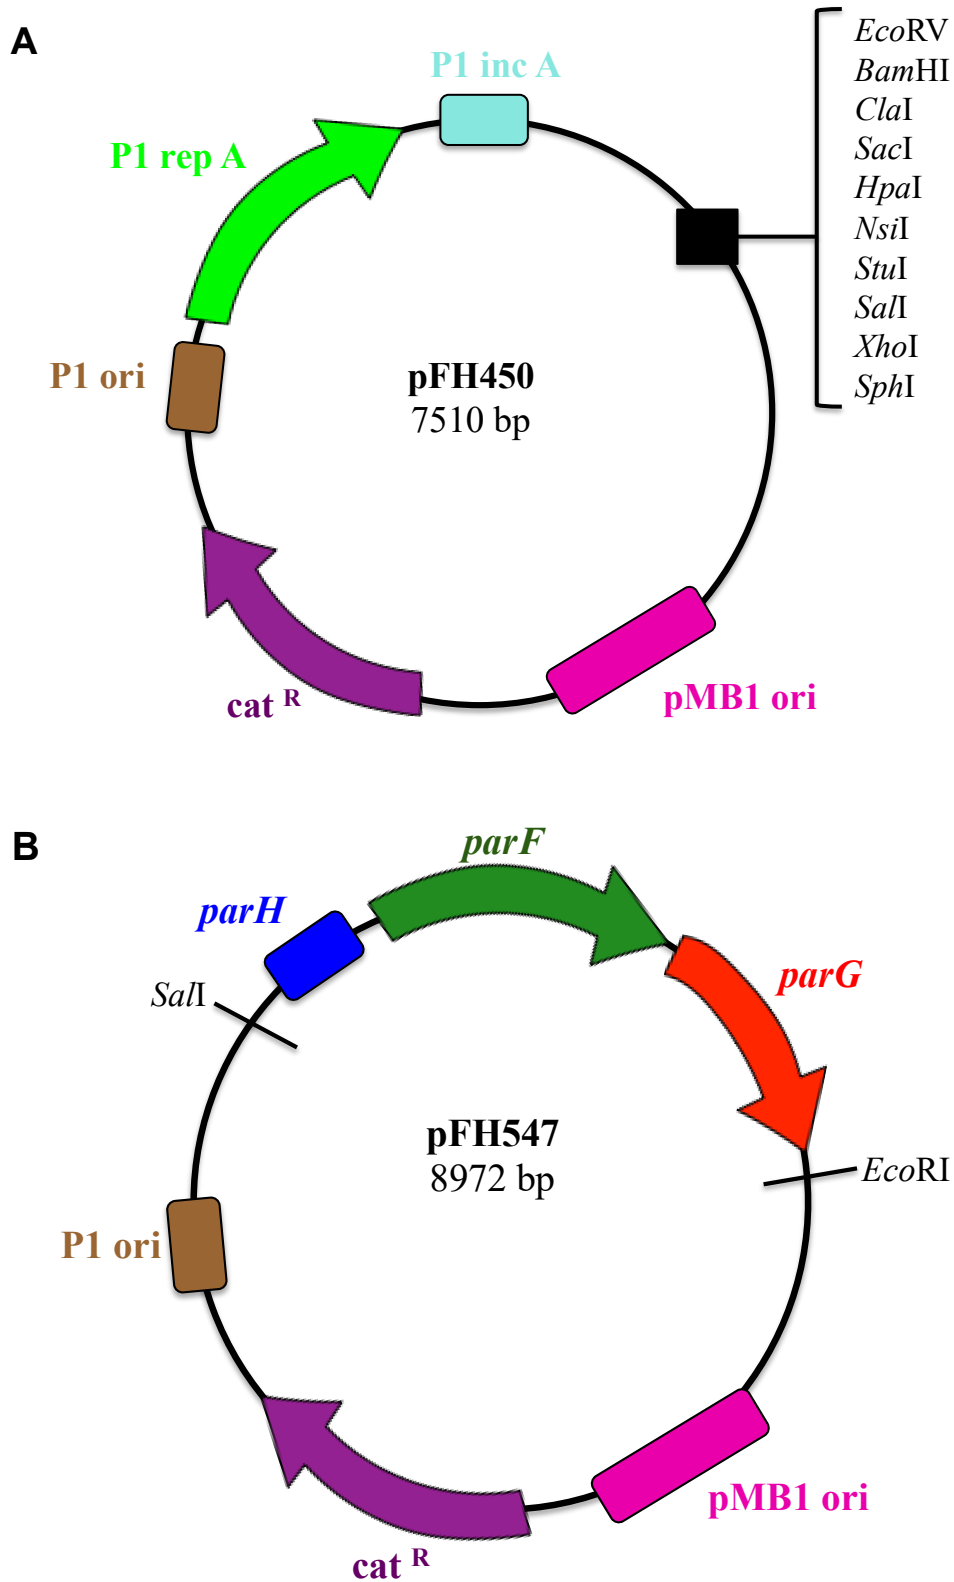 A
P1 inc A
P1 rep A
P1 ori
pFH450
7510 bp
cat R
pMB1 ori
EcoRV
BamHI
ClaI
SacI
HpaI
NsiI
StuI
SalI
XhoI
SphI
B
parF
parH
parG
SalI
pFH547
8972 bp
EcoRI
P1 ori
pMB1 ori
cat R